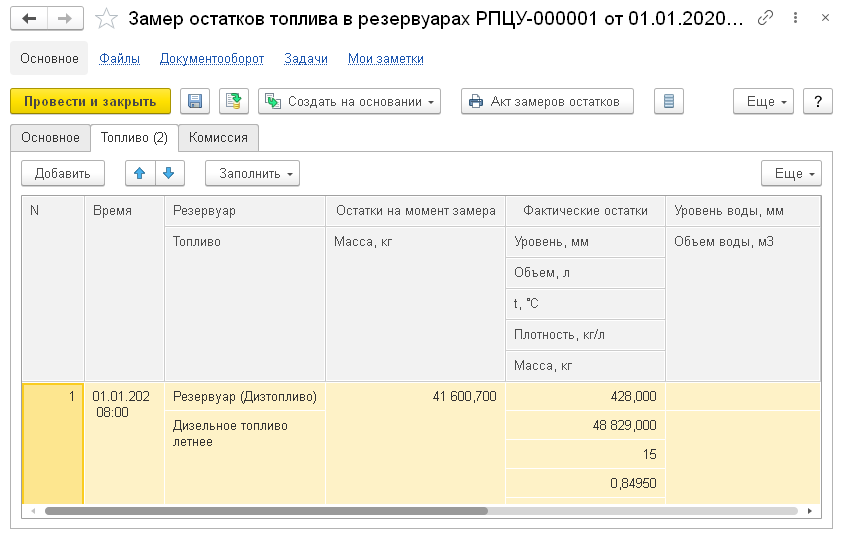 Замер остатков топлива в резервуарах РПЦУ-000001 от 01.01.2020...
Основное Файлы Документооборот Задачи Мои заметки
Провести и закрыть Создать на основании Акт замеров остатков Еще ?
Основное Топливо (2) Комиссия
Добавить Заполнить Еще
N Время Резервуар Остатки на момент замера Фактические остатки Уровень воды, мм
Топливо Масса, кг Уровень, мм Объем воды, м3
Объем, л
t, °C
Плотность, кг/л
Масса, кг
1 01.01.202 Резервуар (Дизтопливо) 41 600,700 428,000
08:00
Дизельное топливо 48 829,000
летнее
15
0,84950